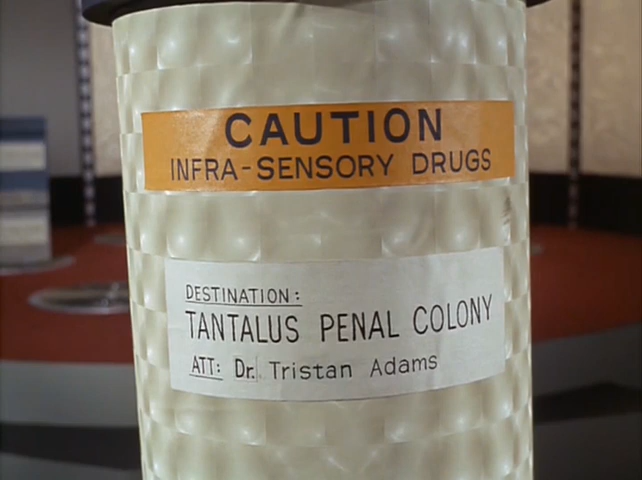 CAUTION
INFRA-SENSORY DRUGS
DESTINATION:
TANTALUS PENAL COLONY
ATT: Dr. Tristan Adams